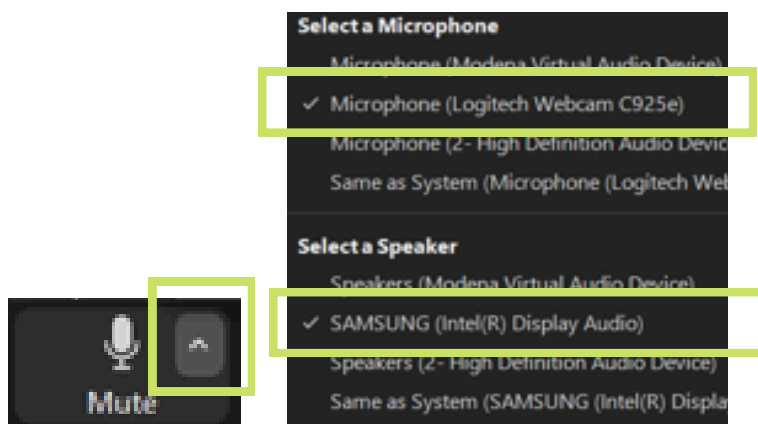 Select a Microphone
Microphone (Modena Virtual Audio Device)
✓ Microphone (Logitech Webcam C925e)
Microphone (2- High Definition Audio Devic
Same as System (Microphone (Logitech Web
Select a Speaker
Speakers (Modena Virtual Audio Device)
✓ SAMSUNG (Intel(R) Display Audio)
Speakers (2- High Definition Audio Device)
Same as System (SAMSUNG (Intel(R) Displa
Mute